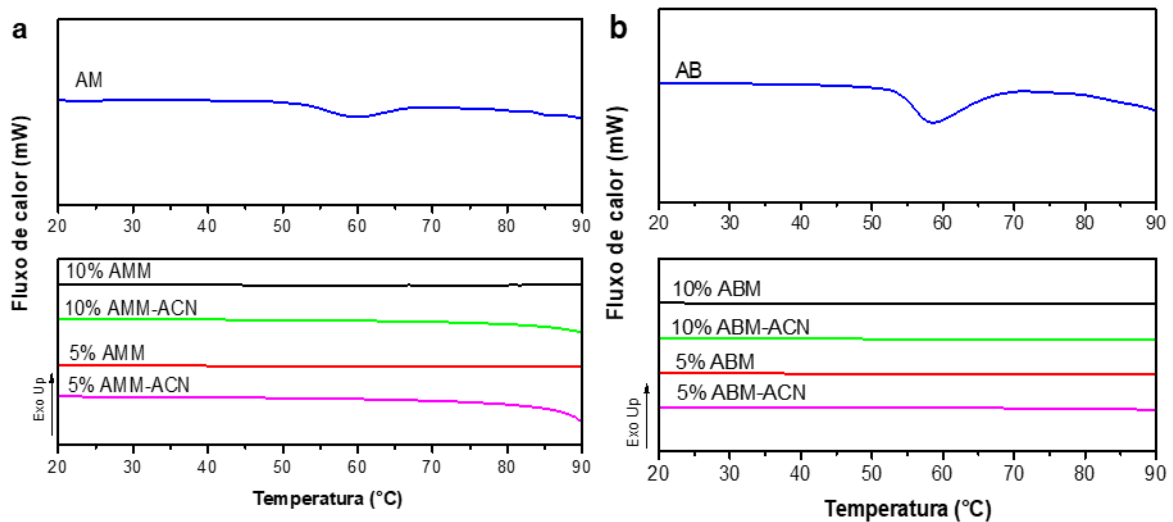 a
AM
20 30 40 50 60 70 80 90
Fluxo de calor (mW)
10% AMM
10% AMM-ACN
5% AMM
5% AMM-ACN
Exo Up
20 30 40 50 60 70 80 90
Temperatura (°C)
b
AB
20 30 40 50 60 70 80 90
Fluxo de calor (mW)
10% ABM
10% ABM-ACN
5% ABM
5% ABM-ACN
Exo Up
20 30 40 50 60 70 80 90
Temperatura (°C)